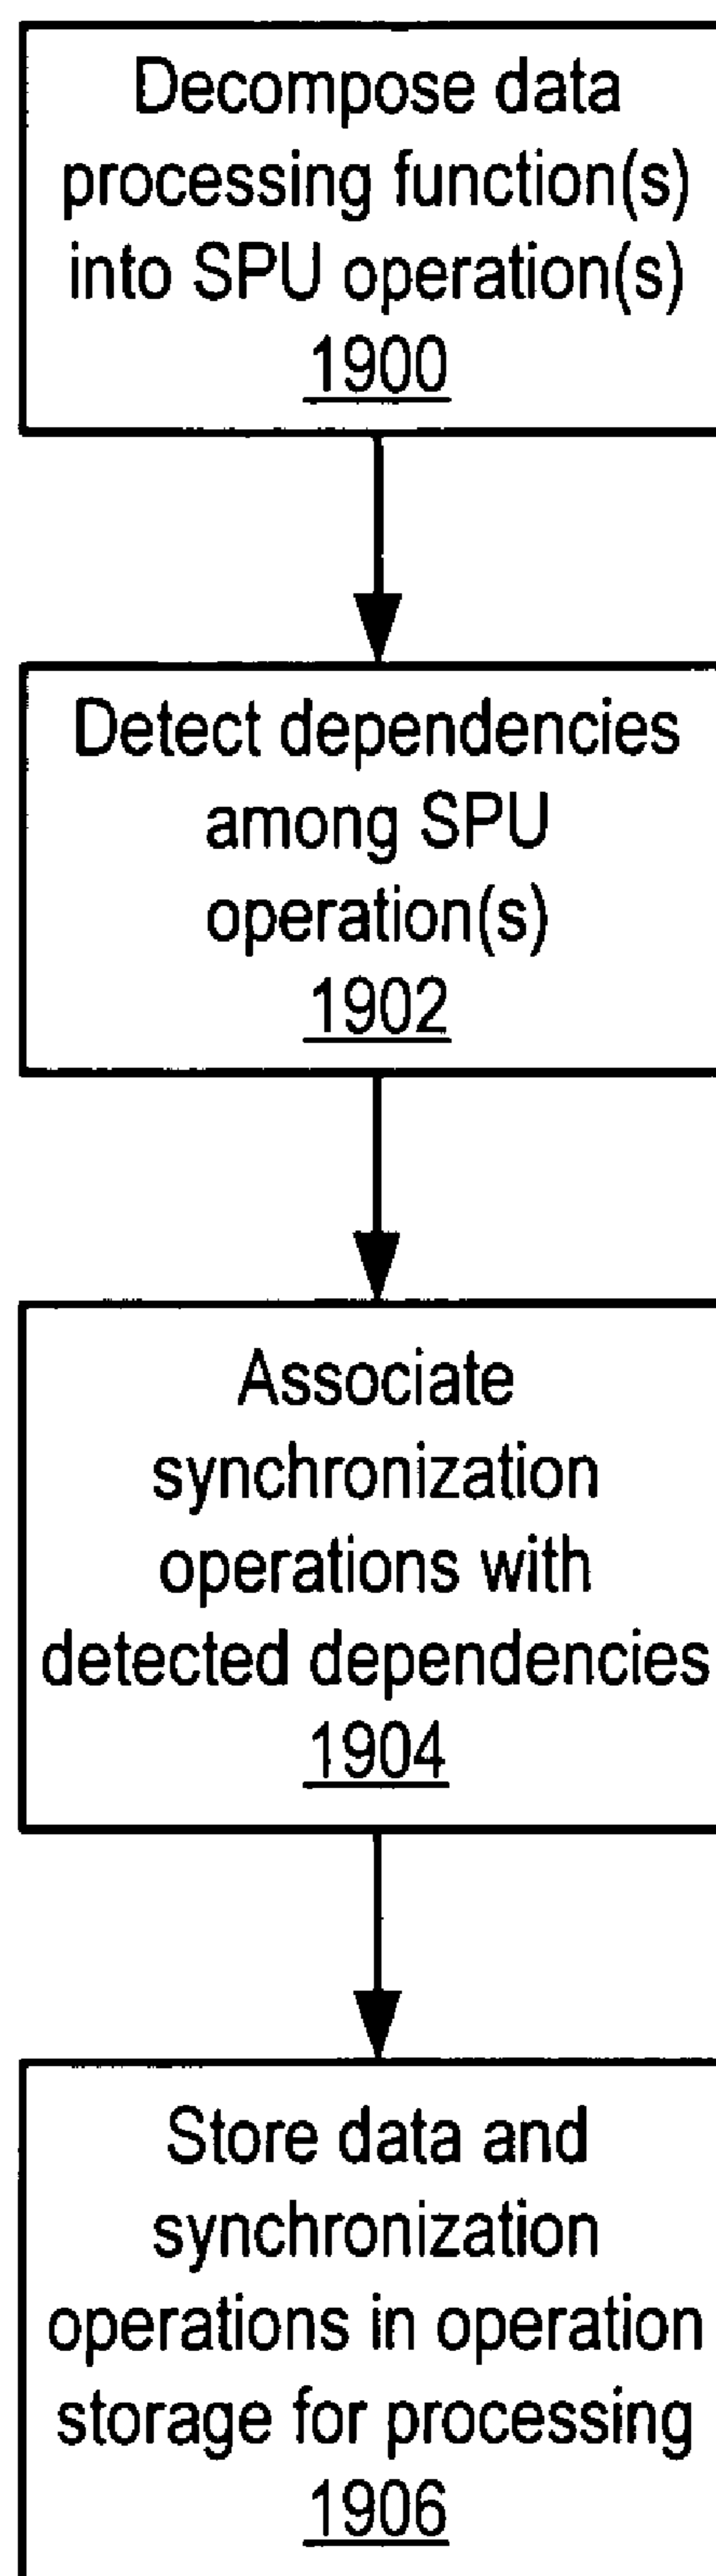 Decompose data
processing function(s)
into SPU operation(s)
1900
Detect dependencies
among SPU
operation(s)
1902
Associate
synchronization
operations with
detected dependencies
1904
Store data and
synchronization
operations in operation
storage for processing
1906